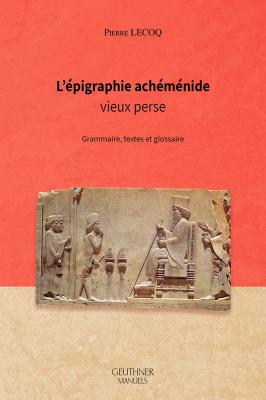 Pierre LECOQ
L'épigraphie achéménide
vieux perse
Grammaire, textes et glossaire
GEUTHNER
MANUELS